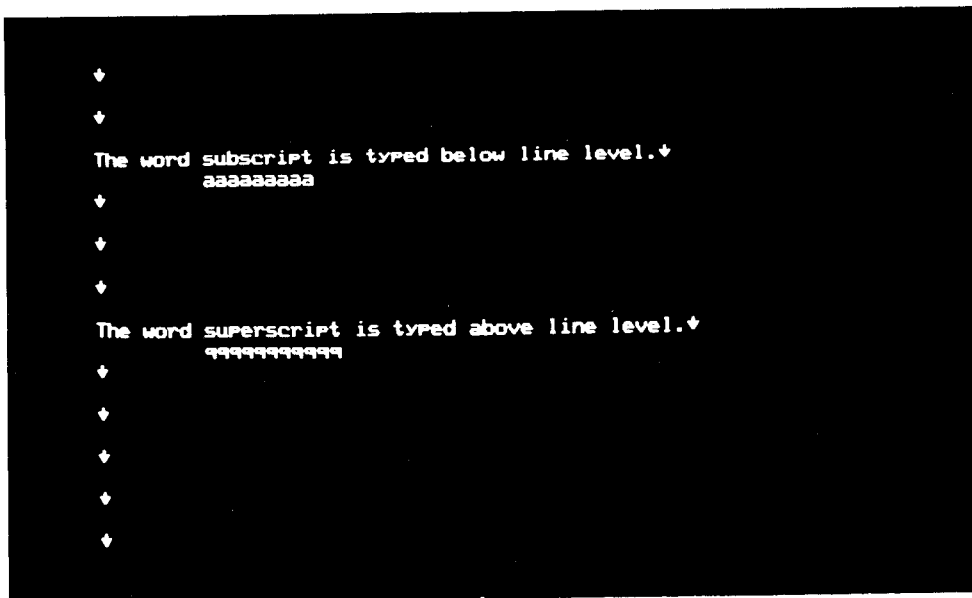 ↓
↓
The word subscript is typed below line level.↓
aaaaaaaaa
↓
↓
↓
The word superscript is typed above line level.↓
qqqqqqqqqqq
↓
↓
↓
↓
↓